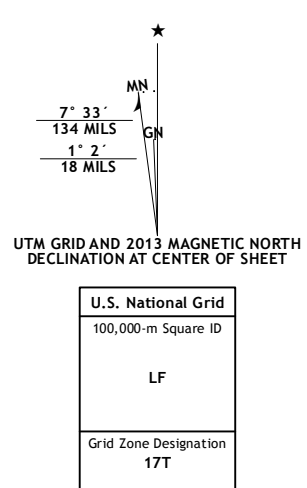 ★
MN
7° 33´
134 MILS
GN
1° 2´
18 MILS
UTM GRID AND 2013 MAGNETIC NORTH
DECLINATION AT CENTER OF SHEET
U.S. National Grid
100,000-m Square ID
LF
Grid Zone Designation
17T